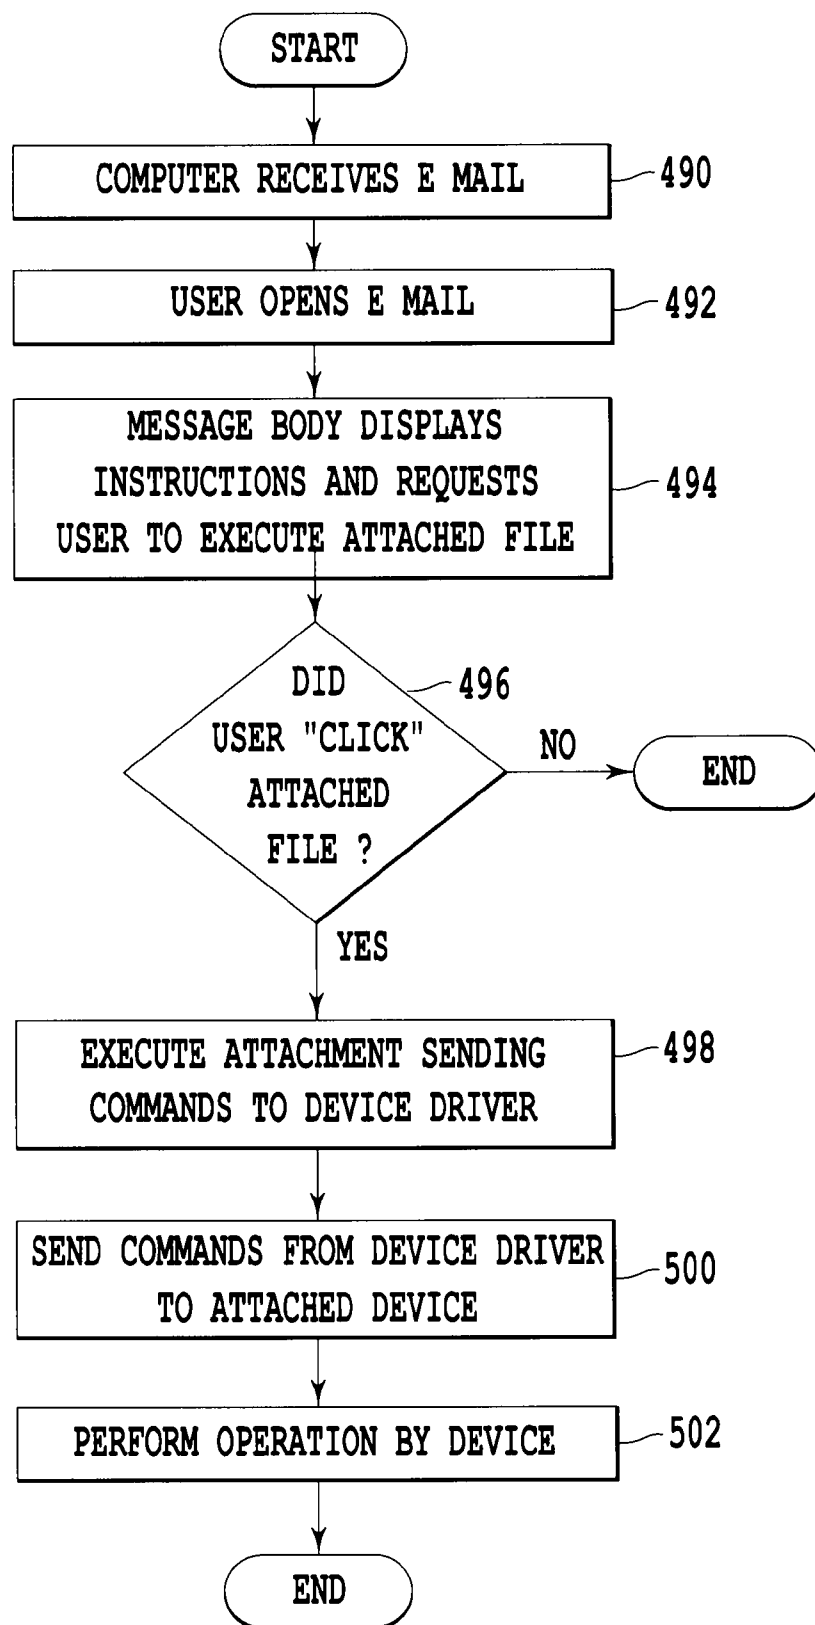 START
COMPUTER RECEIVES E MAIL
490
USER OPENS E MAIL
492
MESSAGE BODY DISPLAYS
INSTRUCTIONS AND REQUESTS
USER TO EXECUTE ATTACHED FILE
494
DID
USER "CLICK"
ATTACHED
FILE ?
496
NO
END
YES
EXECUTE ATTACHMENT SENDING
COMMANDS TO DEVICE DRIVER
498
SEND COMMANDS FROM DEVICE DRIVER
TO ATTACHED DEVICE
500
PERFORM OPERATION BY DEVICE
502
END